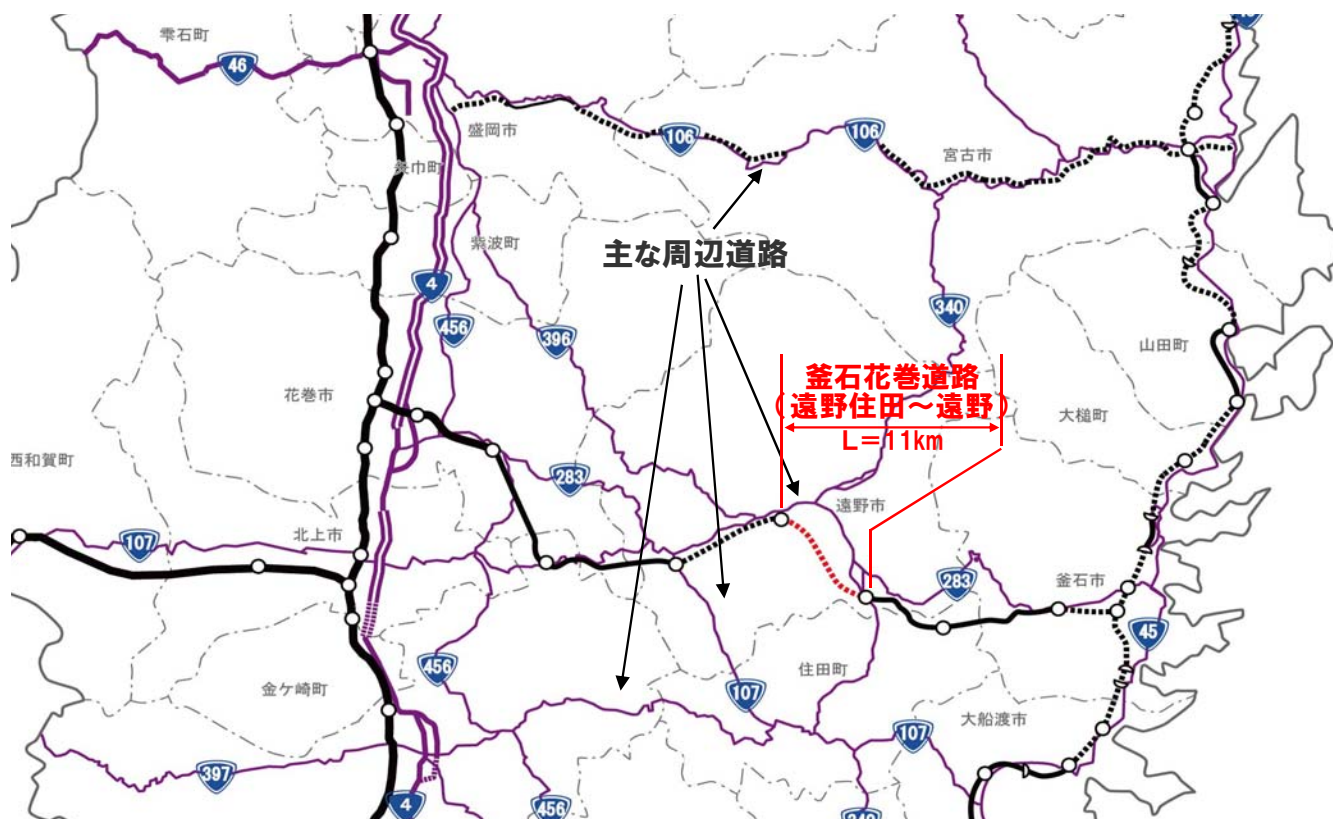 雫石町
46
盛岡市
106
106
宮古市
矢巾町
紫波町
主な周辺道路
4
456
396
340
山田町
釜石花巻道路
(遠野住田~遠野)
L=11km
花巻市
大槌町
西和賀町
283
遠野市
北上市
107
283
釜石市
45
456
住田町
金ケ崎町
107
大船渡市
107
397
4
456